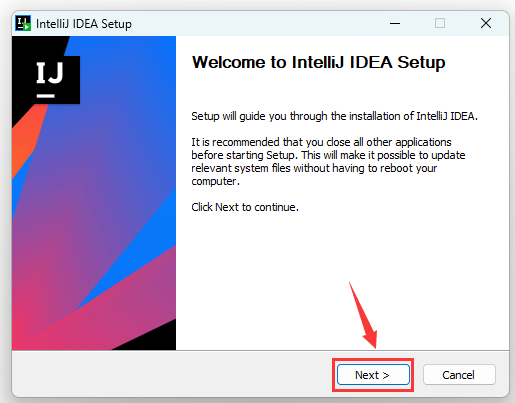 IntelliJ IDEA Setup
IJ
Welcome to IntelliJ IDEA Setup
Setup will guide you through the installation of IntelliJ IDEA.
It is recommended that you close all other applications
before starting Setup. This will make it possible to update
relevant system files without having to reboot your
computer.
Click Next to continue.
Next >
Cancel